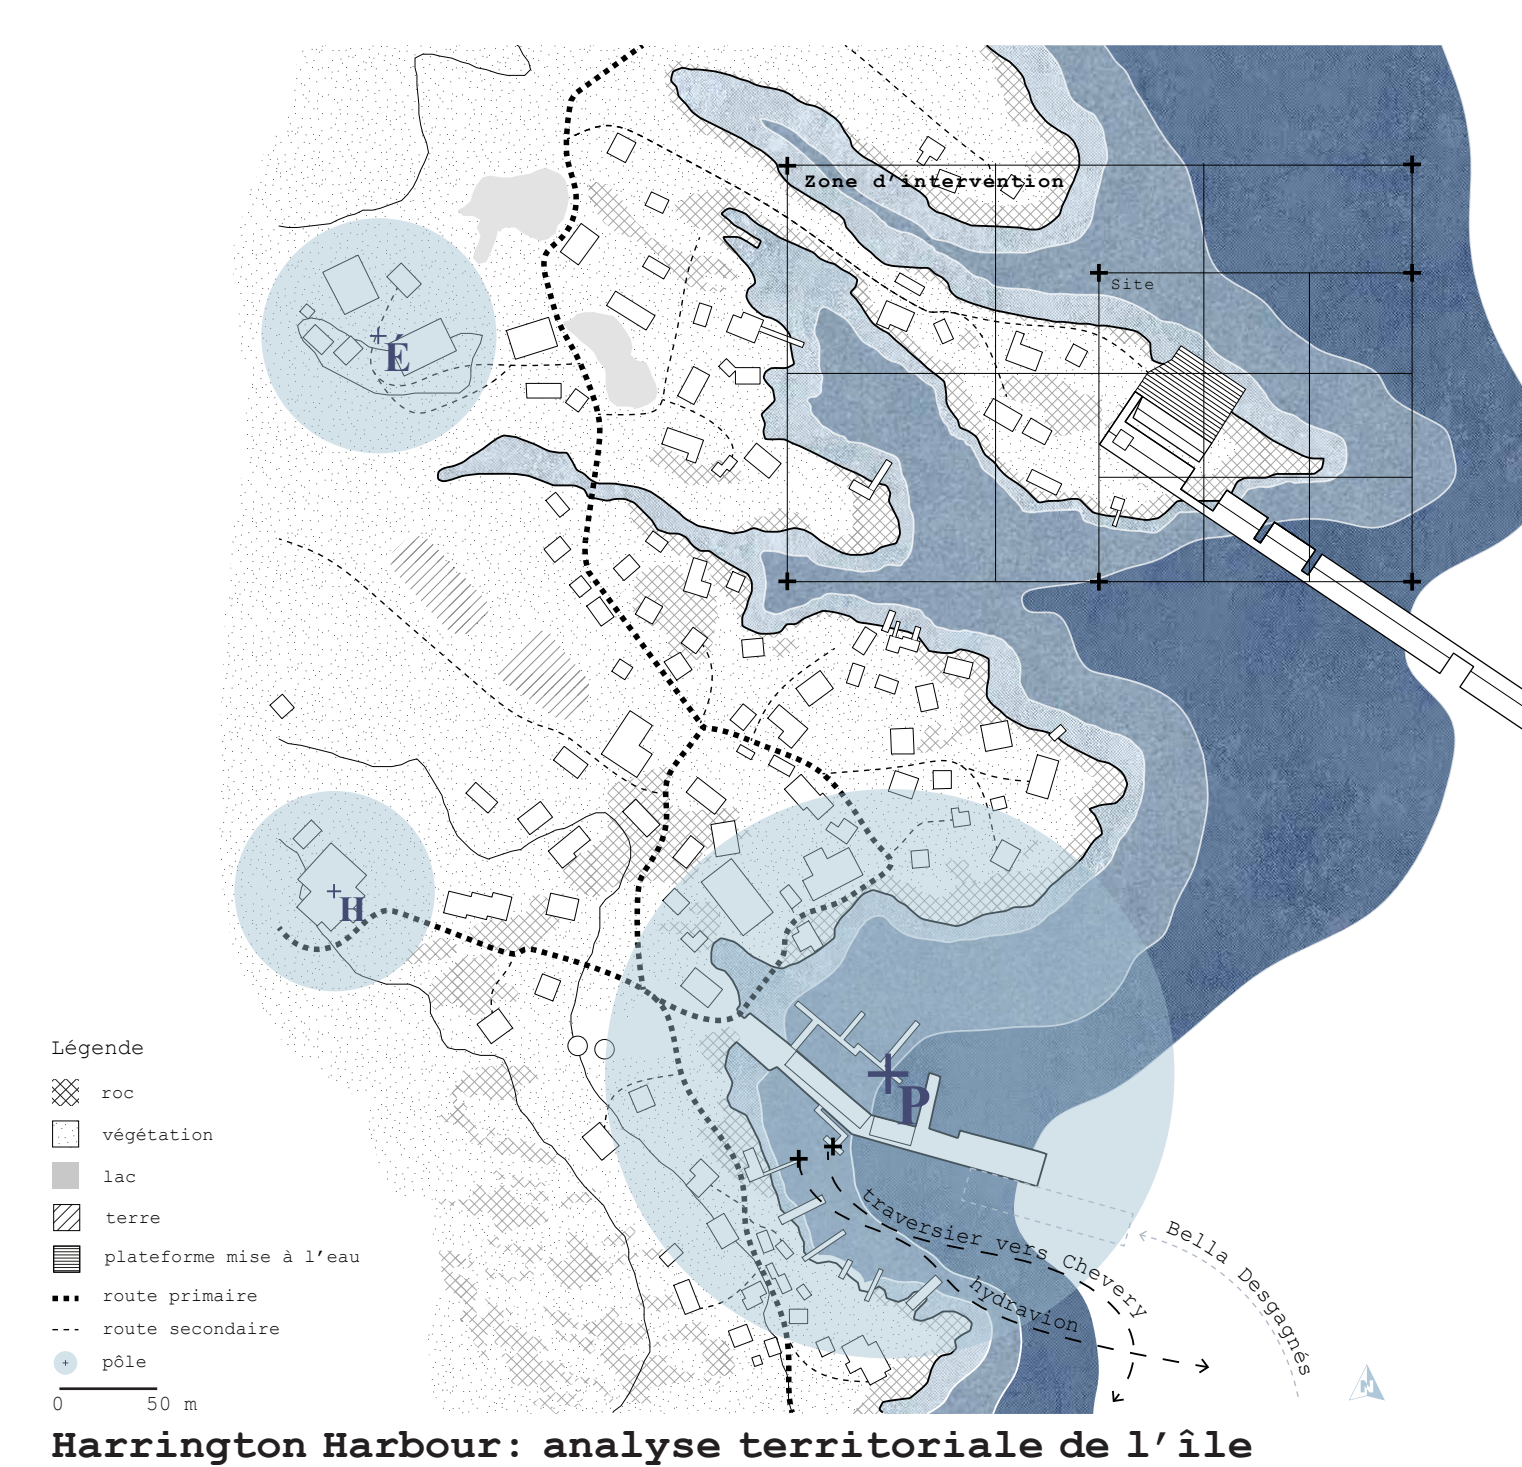 Zone d'intervention
Site
É
H
P
traversier vers Chevery
hydravion
Bella Desgagnés
Légende
roc
végétation
lac
terre
plateforme mise à l'eau
route primaire
route secondaire
pôle
0 50 m
N
Harrington Harbour: analyse territoriale de l'île